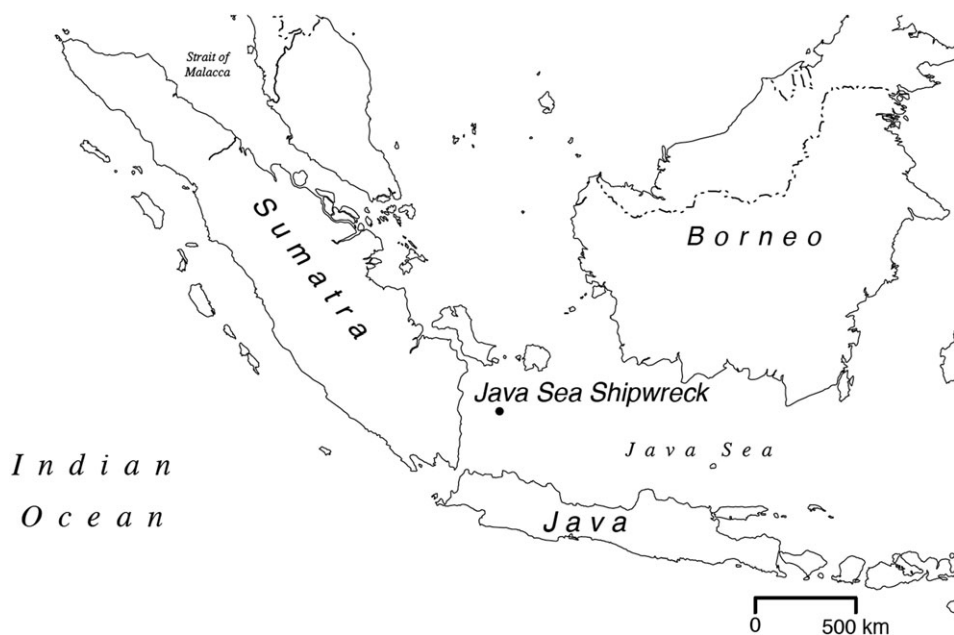 Strait of
Malacca
Sumatra
Borneo
Java Sea Shipwreck
Java Sea
Indian
Ocean
Java
0 500 km